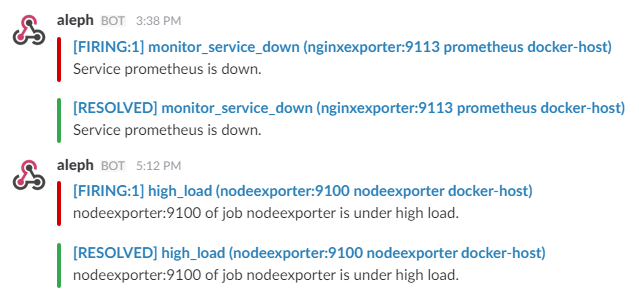 aleph BOT 3:38 PM
[FIRING:1] monitor_service_down (nginxexporter:9113 prometheus docker-host)
Service prometheus is down.
[RESOLVED] monitor_service_down (nginxexporter:9113 prometheus docker-host)
Service prometheus is down.
aleph BOT 5:12 PM
[FIRING:1] high_load (nodeexporter:9100 nodeexporter docker-host)
nodeexporter:9100 of job nodeexporter is under high load.
[RESOLVED] high_load (nodeexporter:9100 nodeexporter docker-host)
nodeexporter:9100 of job nodeexporter is under high load.